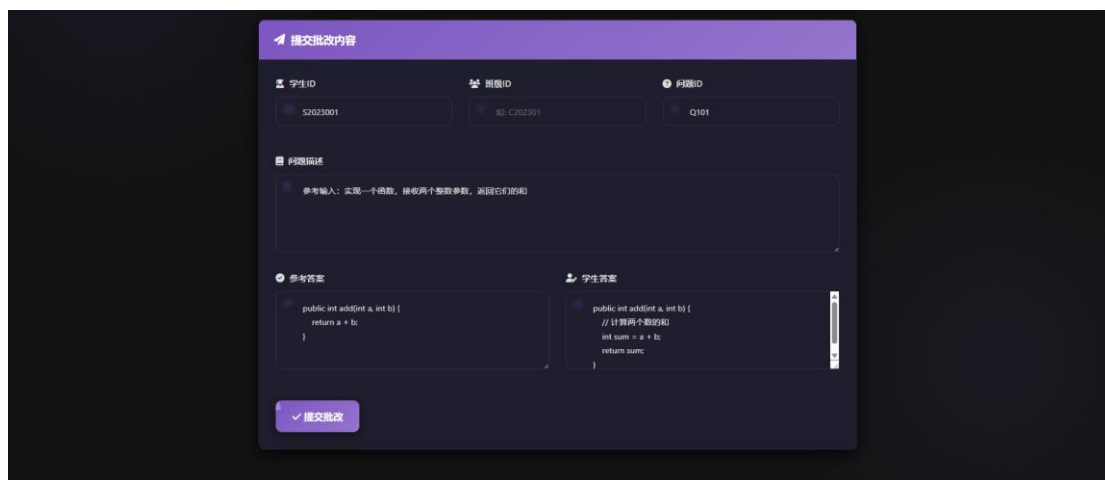 提交批改内容
学生ID
班级ID
问题ID
S2023001
如: C202301
Q101
问题描述
参考输入：实现一个函数，接收两个整数参数，返回它们的和
参考答案
public int add(int a, int b) {
return a + b;
}
学生答案
public int add(int a, int b) {
// 计算两个数的和
int sum = a + b;
return sum;
}
提交批改